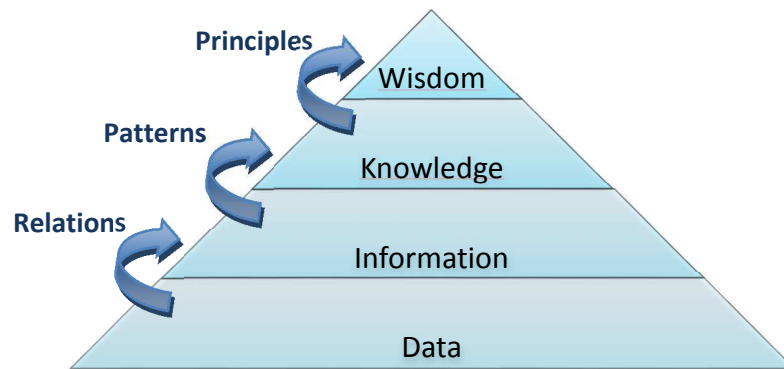 Principles
Wisdom
Patterns
Knowledge
Relations
Information
Data